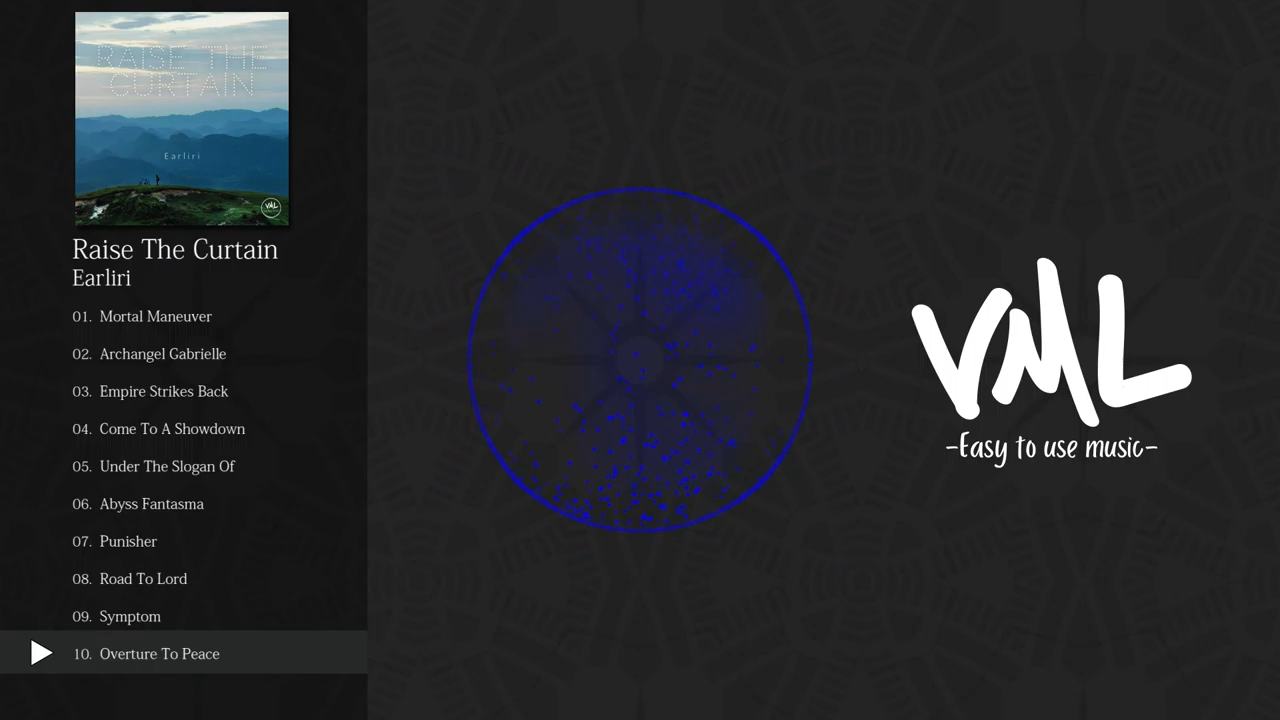 RAISE THE
CURTAIN
Earliri
VML
Raise The Curtain
Earliri
01. Mortal Maneuver
02. Archangel Gabrielle
03. Empire Strikes Back
04. Come To A Showdown
05. Under The Slogan Of
06. Abyss Fantasma
07. Punisher
08. Road To Lord
09. Symptom
10. Overture To Peace
VML
-Easy to use music-